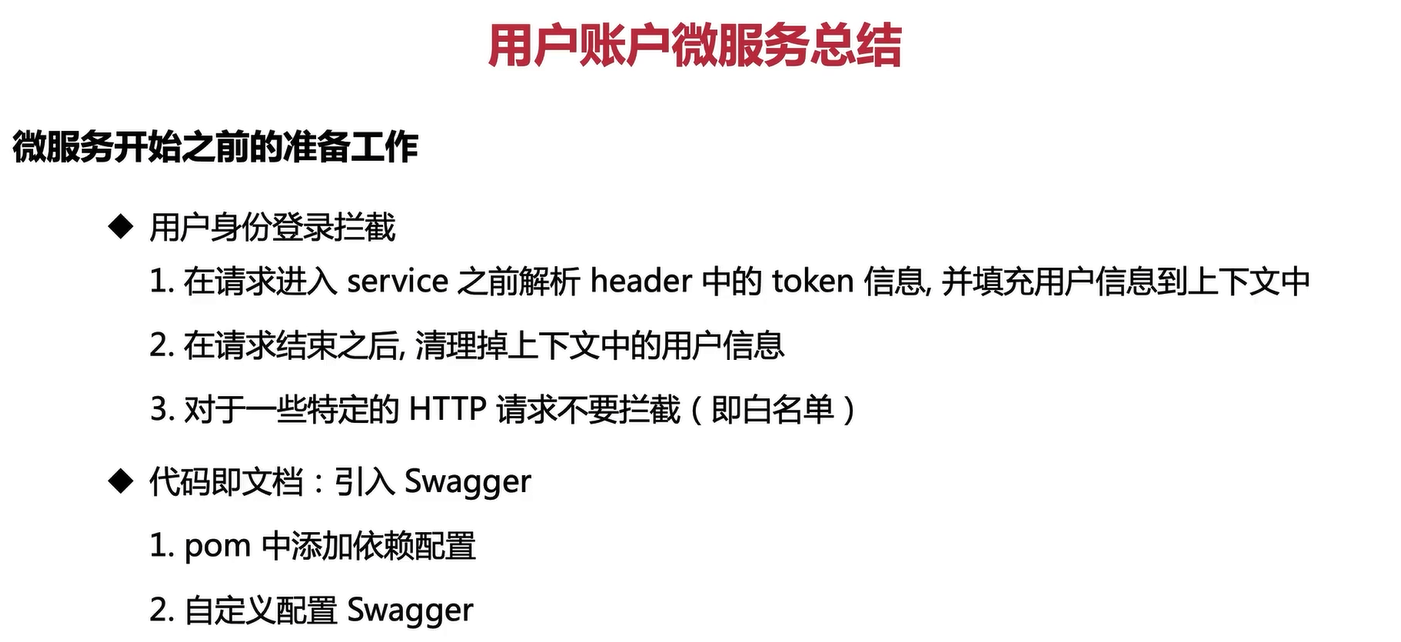 用户账户微服务总结
微服务开始之前的准备工作
◆ 用户身份登录拦截
1. 在请求进入 service 之前解析 header 中的 token 信息, 并填充用户信息到上下文中
2. 在请求结束之后, 清理掉上下文中的用户信息
3. 对于一些特定的 HTTP 请求不要拦截（即白名单）
◆ 代码即文档：引入 Swagger
1. pom 中添加依赖配置
2. 自定义配置 Swagger